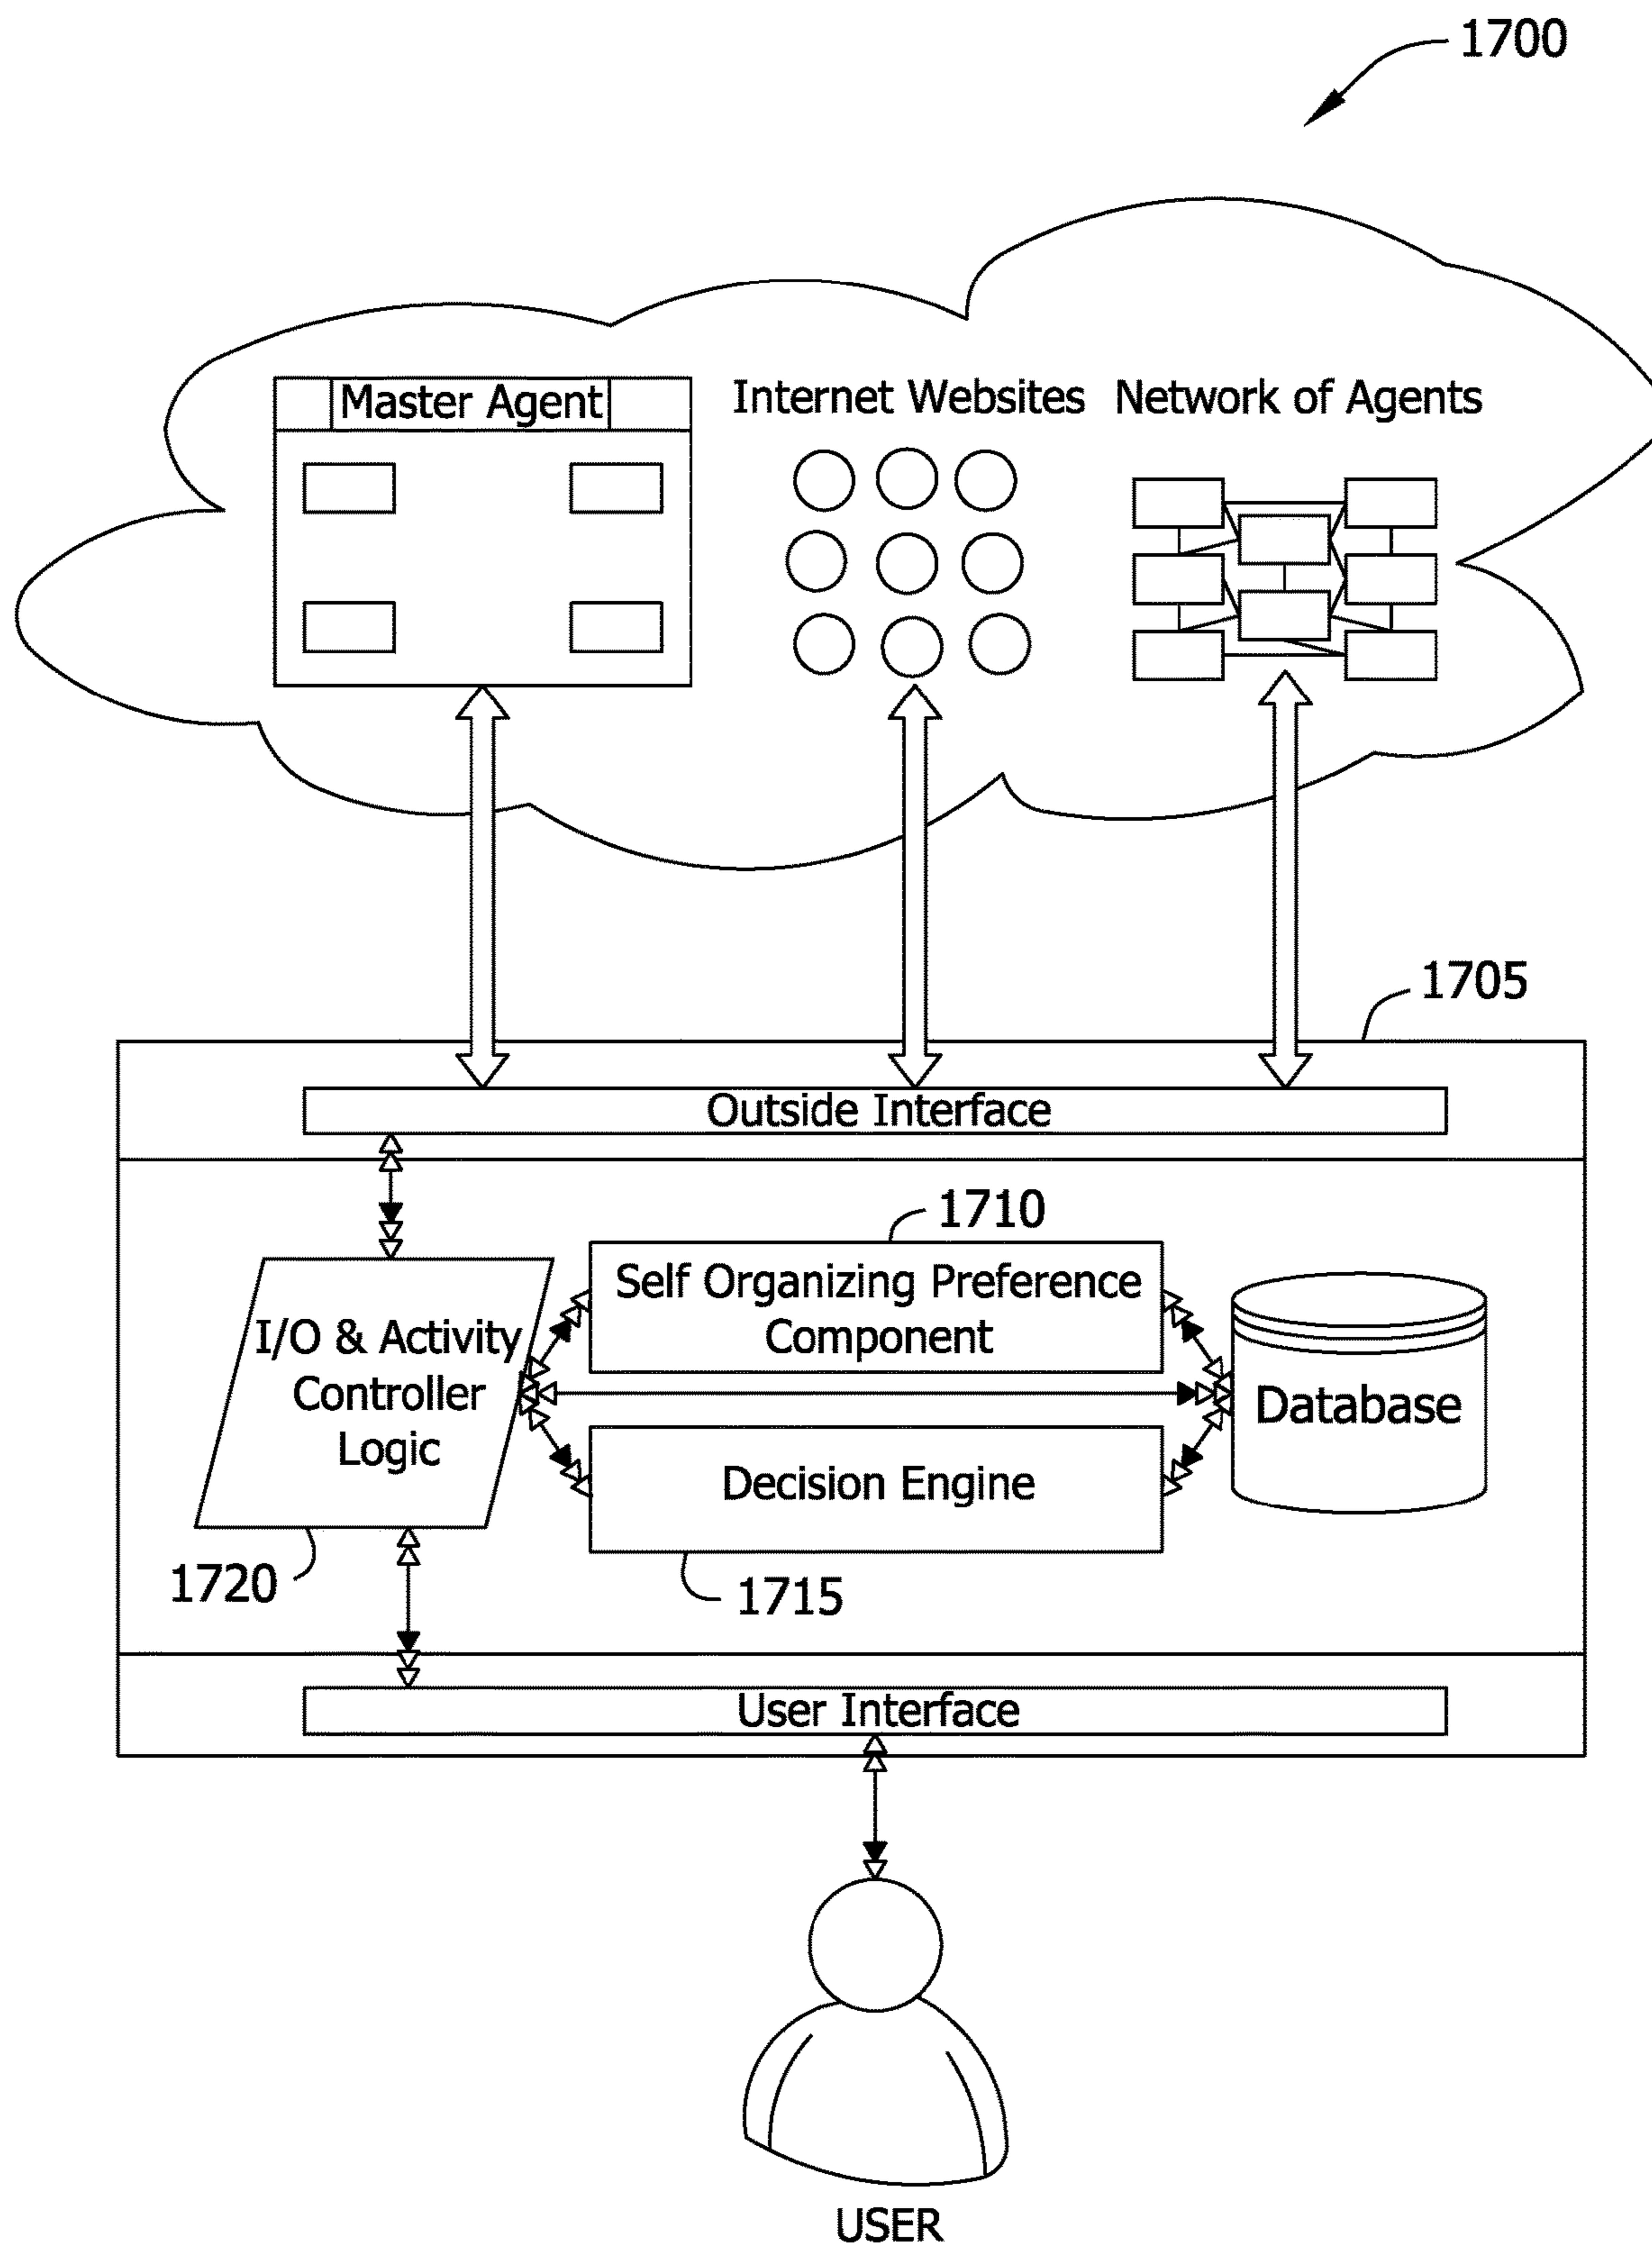 1700
Master Agent
Internet Websites
Network of Agents
1705
Outside Interface
1710
Self Organizing Preference
Component
I/O & Activity
Controller
Logic
Database
Decision Engine
1720
1715
User Interface
USER